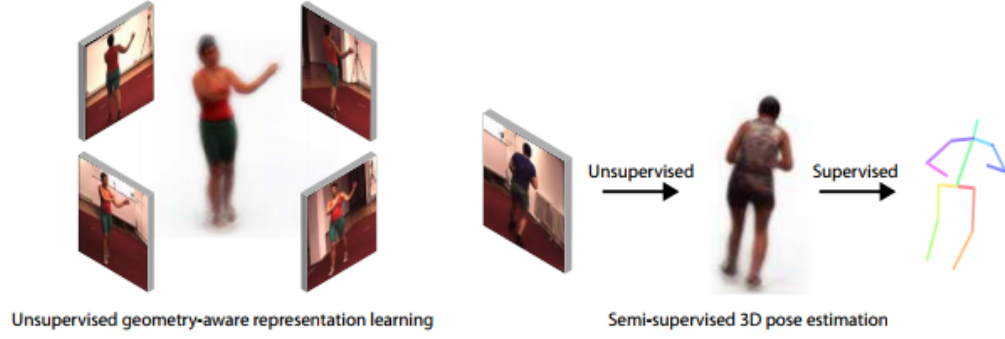 Unsupervised
Supervised
Unsupervised geometry-aware representation learning
Semi-supervised 3D pose estimation